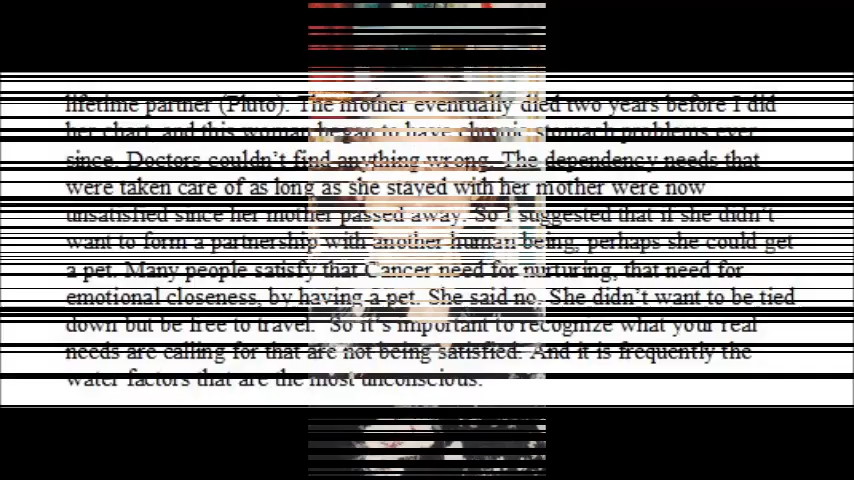 lifetime partner (Pluto). The mother eventually died two years before I did
her chart, and this woman began to have chronic stomach problems ever
since. Doctors couldn't find anything wrong. The dependency needs that
were taken care of as long as she stayed with her mother were now
unsatisfied since her mother passed away. So I suggested that if she didn't
want to form a partnership with another human being, perhaps she could get
a pet. Many people satisfy that Cancer need for nurturing, that need for
emotional closeness, by having a pet. She said no. She didn't want to be tied
down but be free to travel. So it's important to recognize what your real
needs are calling for that are not being satisfied. And it is frequently the
water factors that are the most unconscious.